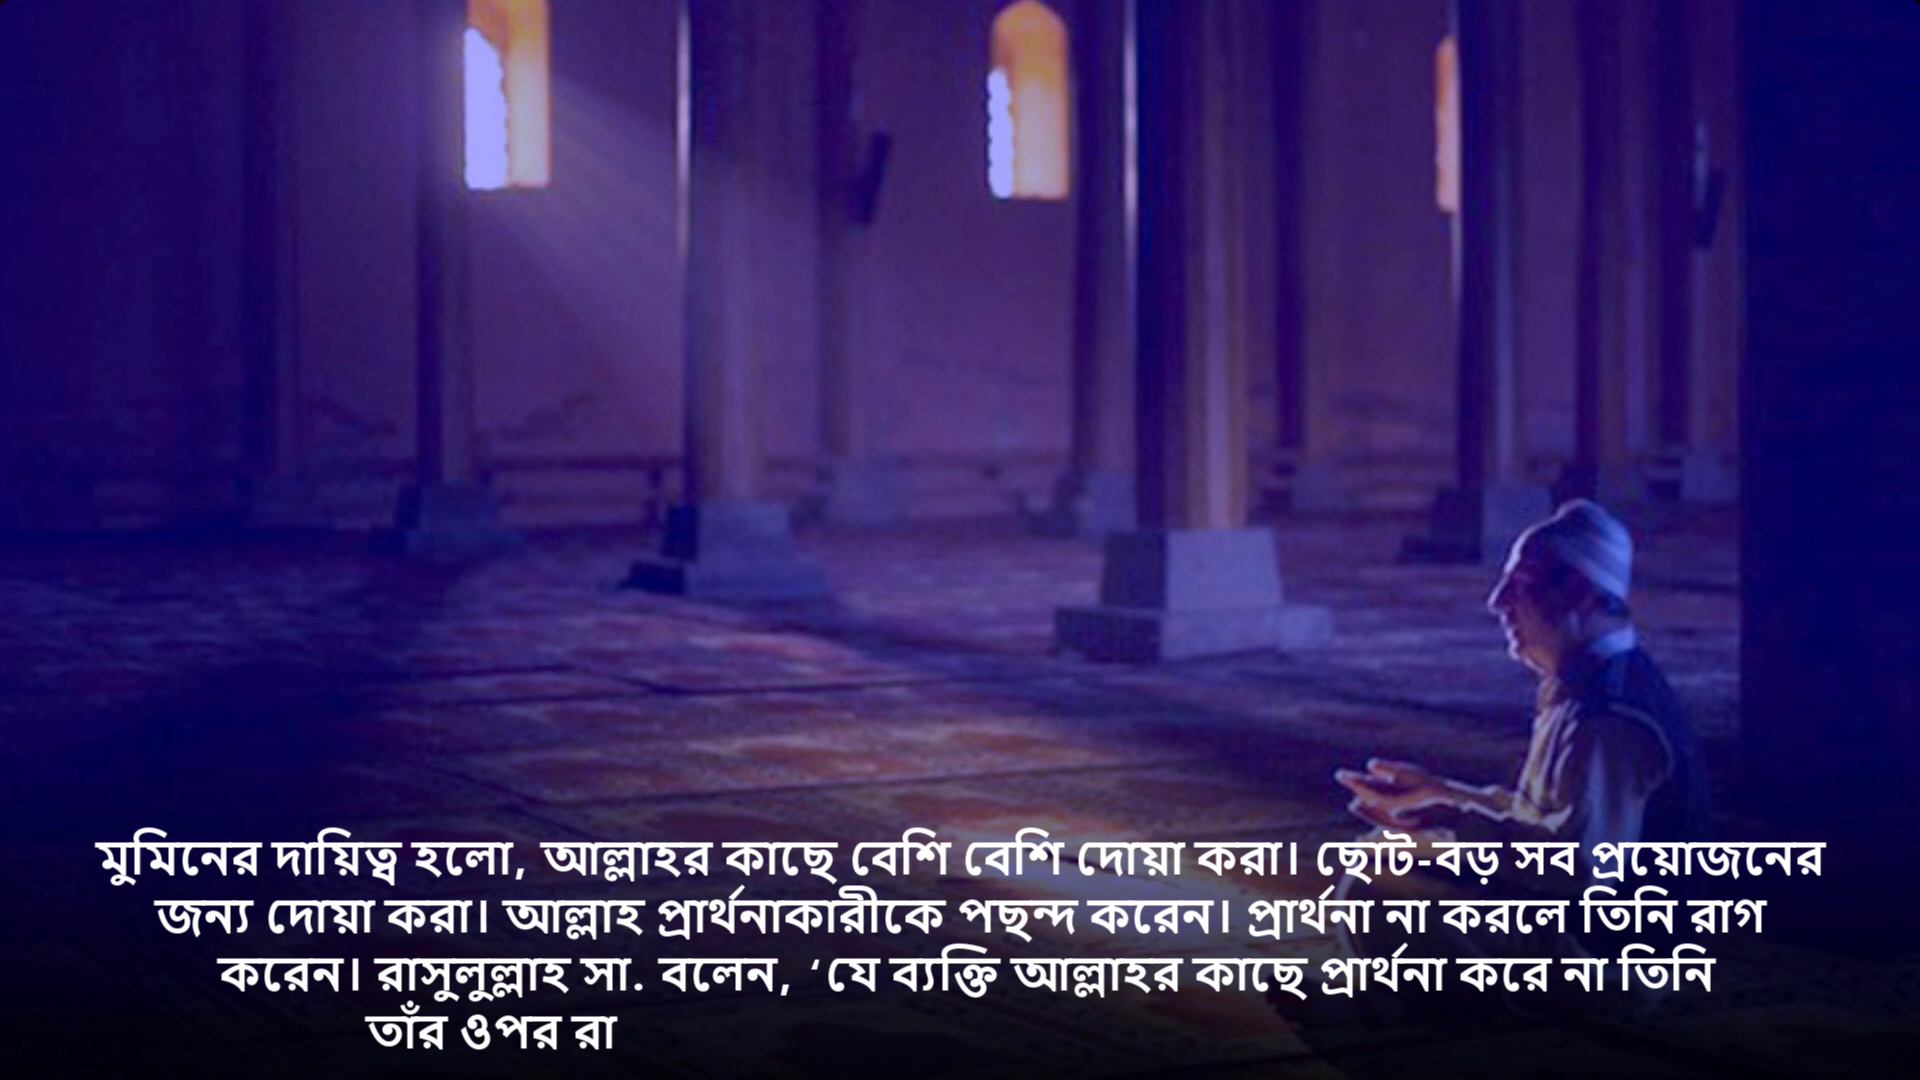 মুমিনের দায়িত্ব হলো, আল্লাহর কাছে বেশি বেশি দোয়া করা। ছোট-বড় সব প্রয়োজনের
জন্য দোয়া করা। আল্লাহ প্রার্থনাকারীকে পছন্দ করেন। প্রার্থনা না করলে তিনি রাগ
করেন। রাসুলুল্লাহ সা. বলেন, ‘যে ব্যক্তি আল্লাহর কাছে প্রার্থনা করে না তিনি
তাঁর ওপর রা